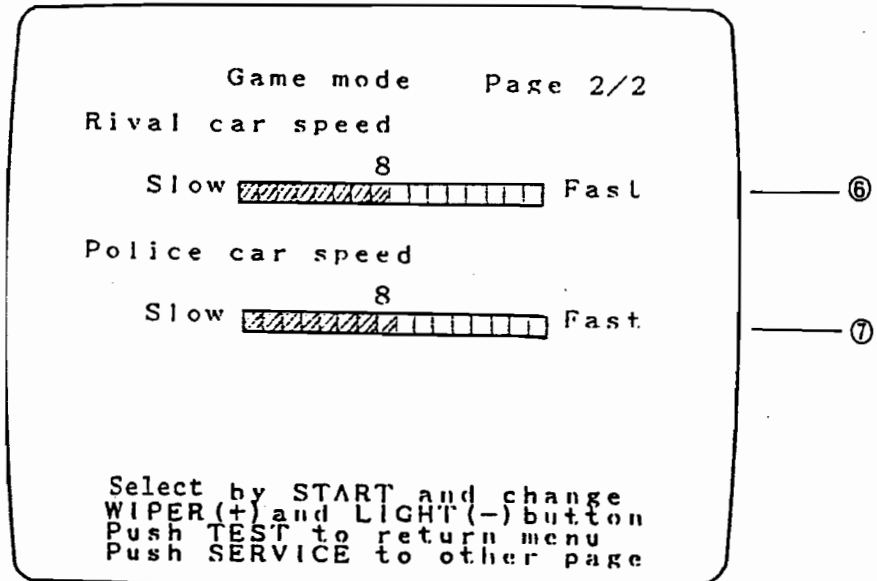 Game mode Page 2/2
Rival car speed
8
Slow Fast ⑥
Police car speed
8
Slow Fast ⑦
Select by START and change
WIPER(+)and LIGHT(-)button
Push TEST to return menu
Push SERVICE to other page